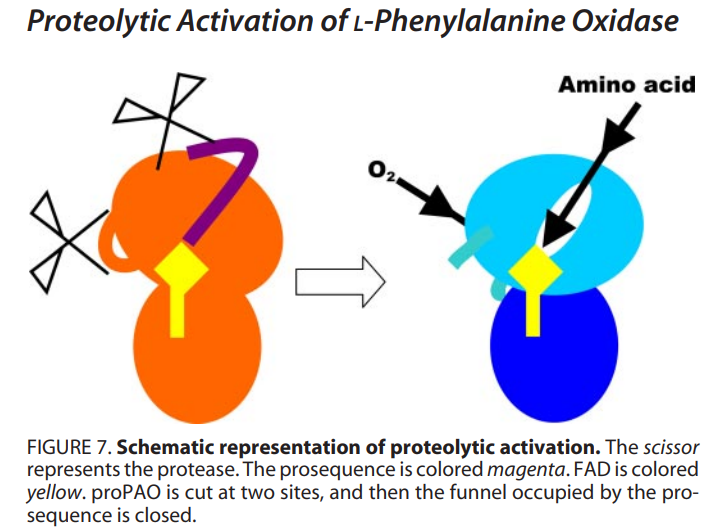 Proteolytic Activation of L-Phenylalanine Oxidase
Amino acid
O2
FIGURE 7. Schematic representation of proteolytic activation. The scissor
represents the protease. The prosequence is colored magenta. FAD is colored
yellow. proPAO is cut at two sites, and then the funnel occupied by the pro-
sequence is closed.